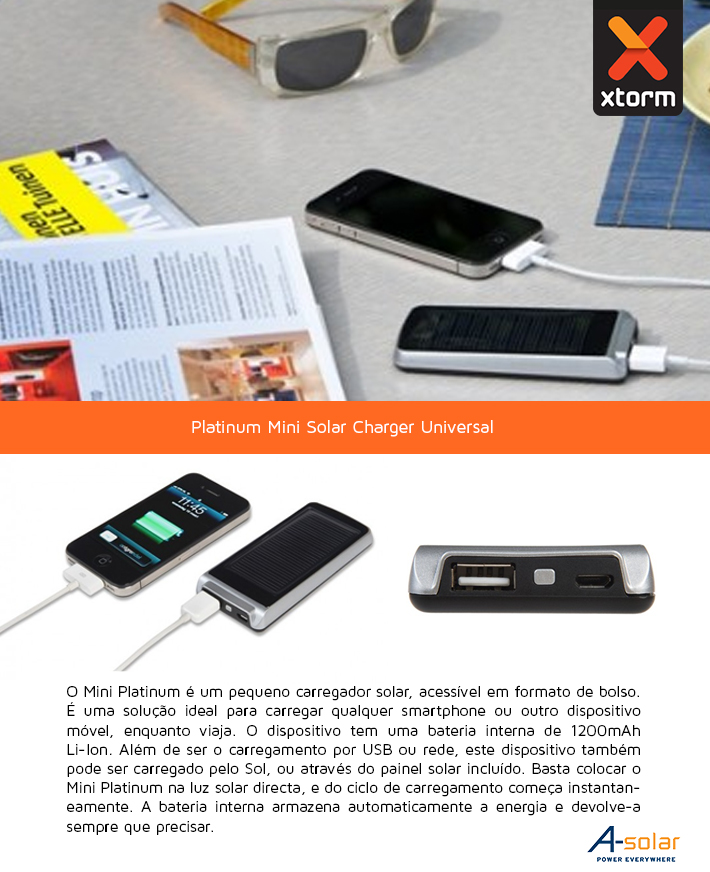 xtorm
ELLE Tuinen
Platinum Mini Solar Charger Universal
11:45
O Mini Platinum é um pequeno carregador solar, acessível em formato de bolso.
É uma solução ideal para carregar qualquer smartphone ou outro dispositivo
móvel, enquanto viaja. O dispositivo tem uma bateria interna de 1200mAh
Li-Ion. Além de ser o carregamento por USB ou rede, este dispositivo também
pode ser carregado pelo Sol, ou através do painel solar incluído. Basta colocar o
Mini Platinum na luz solar directa, e do ciclo de carregamento começa instantan-
eamente. A bateria interna armazena automaticamente a energia e devolve-a
sempre que precisar.
A-solar
POWER EVERYWHERE